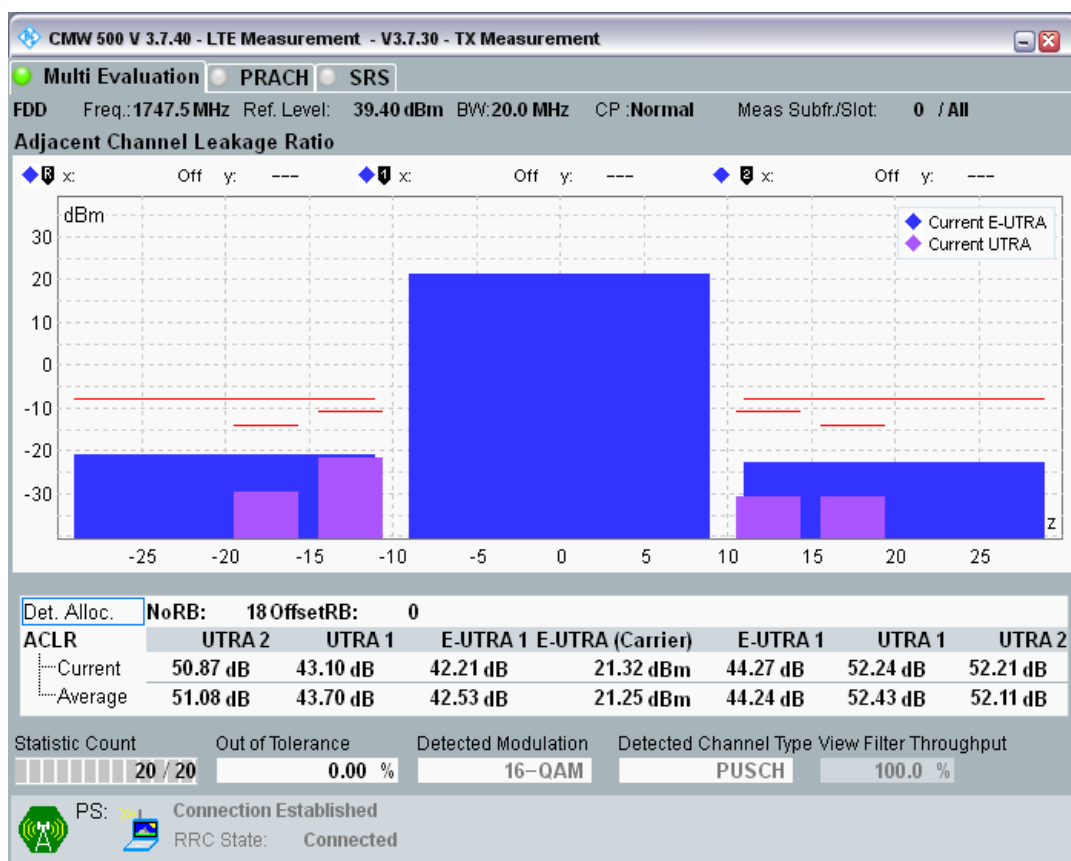 CMW 500 V 3.7.40 - LTE Measurement - V3.7.30 - TX Measurement
Multi Evaluation PRACH SRS
FDD Freq.: 1747.5 MHz Ref. Level: 39.40 dBm BW: 20.0 MHz CP : Normal Meas Subfr./Slot: 0 / All
Adjacent Channel Leakage Ratio
R x: Off y: --- 1 x: Off y: --- 2 x: Off y: ---
dBm
Current E-UTRA
Current UTRA
30
20
10
0
-10
-20
-30
z
-25 -20 -15 -10 -5 0 5 10 15 20 25
Det. Alloc. NoRB: 18 OffsetRB: 0
ACLR UTRA 2 UTRA 1 E-UTRA 1 E-UTRA (Carrier) E-UTRA 1 UTRA 1 UTRA 2
Current 50.87 dB 43.10 dB 42.21 dB 21.32 dBm 44.27 dB 52.24 dB 52.21 dB
Average 51.08 dB 43.70 dB 42.53 dB 21.25 dBm 44.24 dB 52.43 dB 52.11 dB
Statistic Count Out of Tolerance Detected Modulation Detected Channel Type View Filter Throughput
20 / 20 0.00 % 16-QAM PUSCH 100.0 %
PS: Connection Established
RRC State: Connected